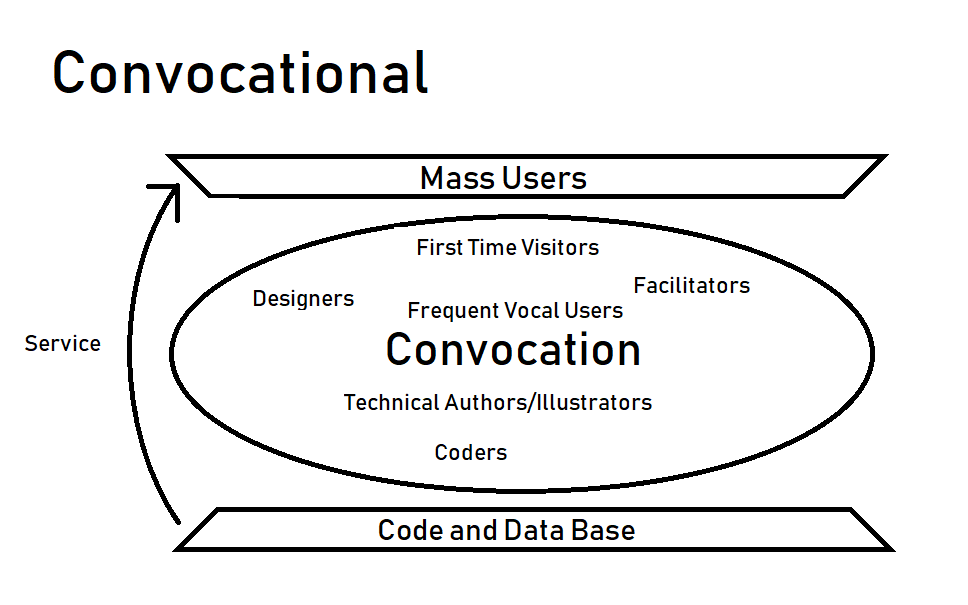 Convocational
Mass Users
First Time Visitors
Facilitators
Designers
Frequent Vocal Users
Service
Convocation
Technical Authors/Illustrators
Coders
Code and Data Base